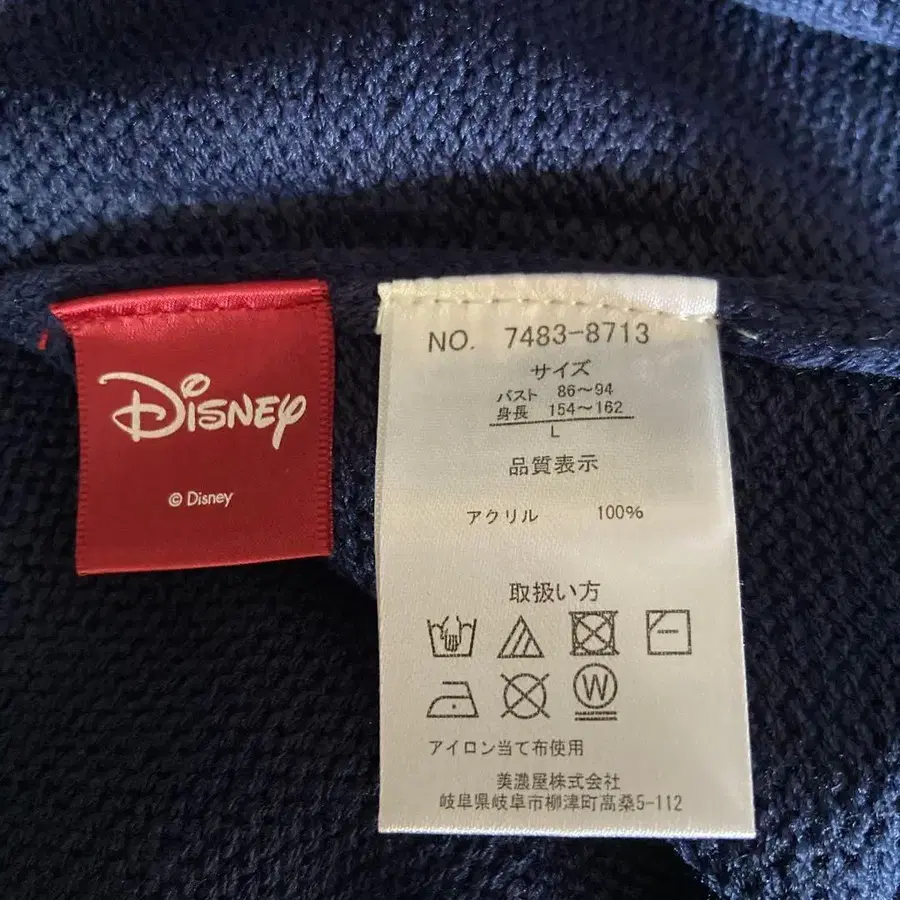 Disney
© Disney
NO. 7483-8713
サイズ
バスト 86～94
身長 154～162
L
品質表示
アクリル 100%
取扱い方
W
アイロン当て布使用
美濃屋株式会社
岐阜県岐阜市柳津町高桑5-112